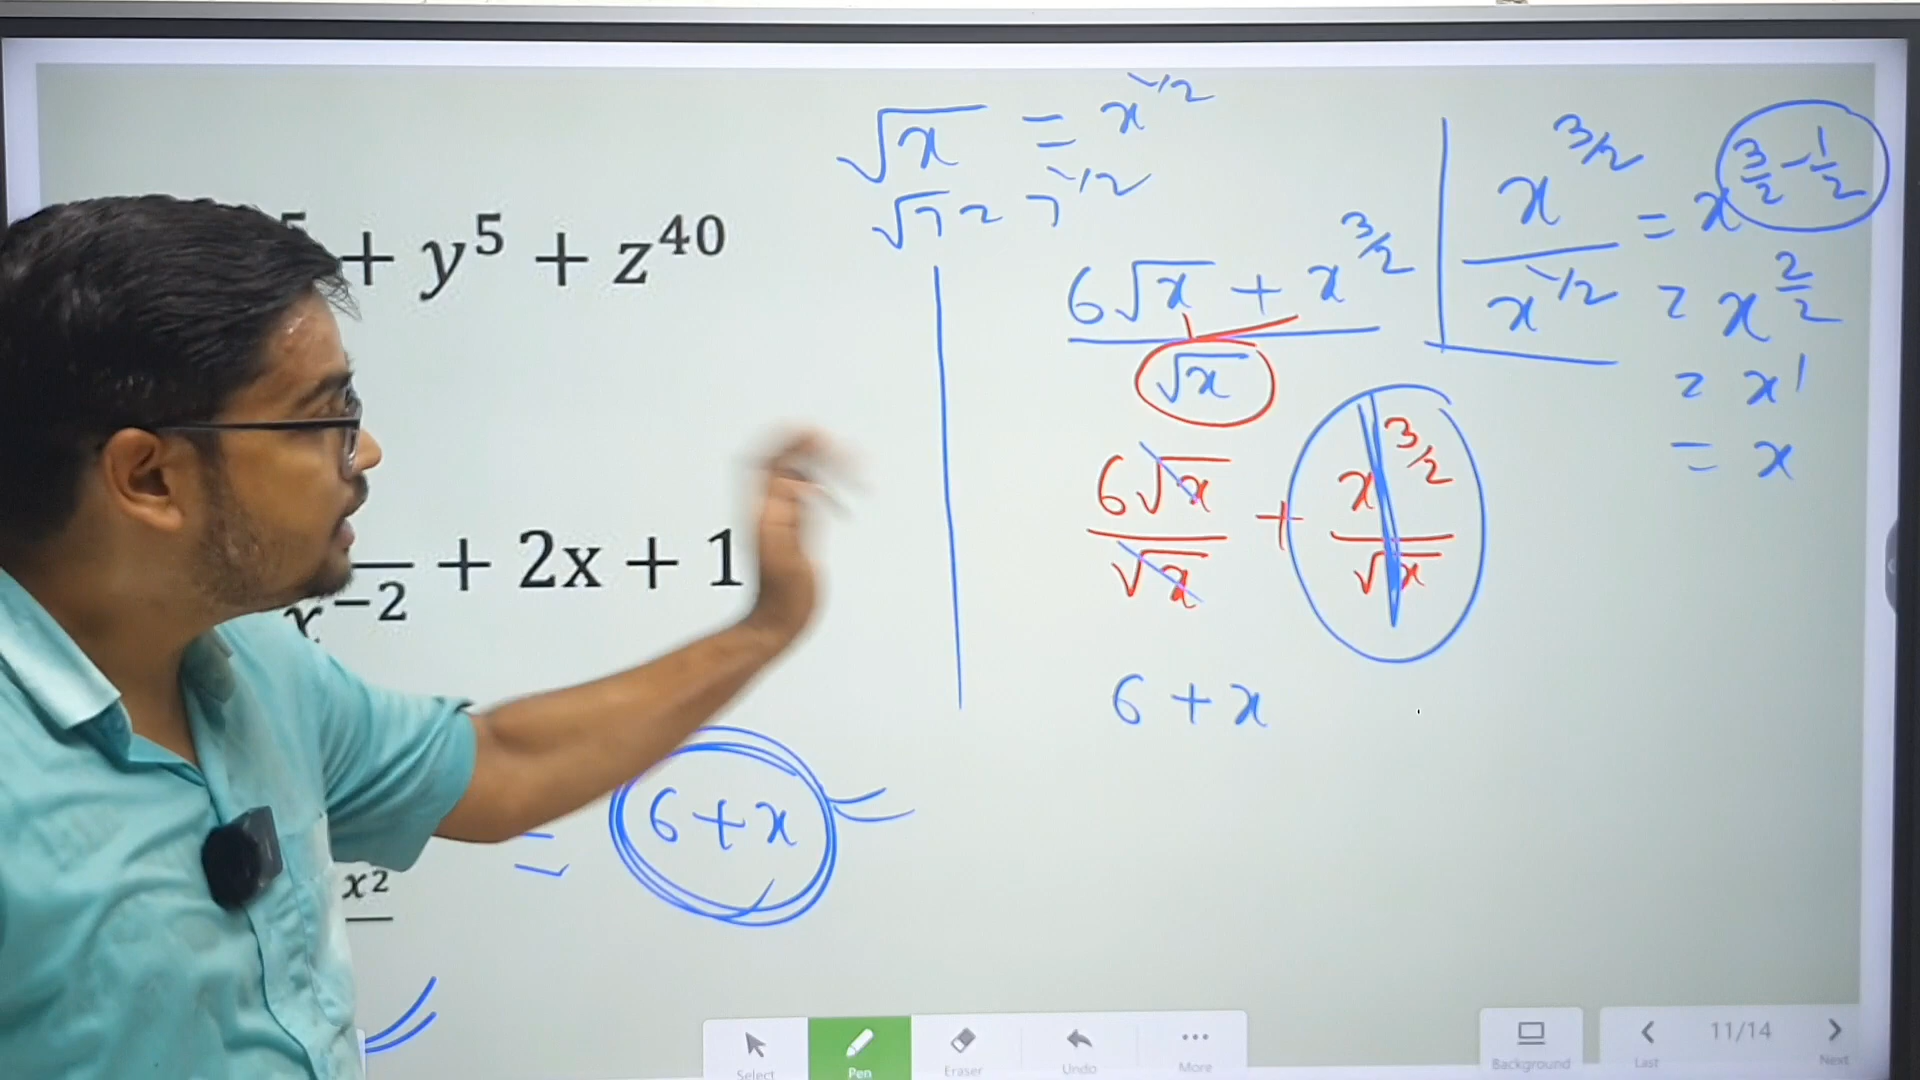 + y⁵ + z⁴⁰
x⁻² + 2x + 1
= 6 + x
x²
√x = x^1/2
√7 = 7^1/2
6√x + x^3/2
√x
6√x/√x + x^3/2/√x
6 + x
x^3/2 / x^1/2 = x^3/2 - 1/2
= x^2/2
= x¹
= x
Select Pen Eraser Undo More
Background
Last 11/14 Next